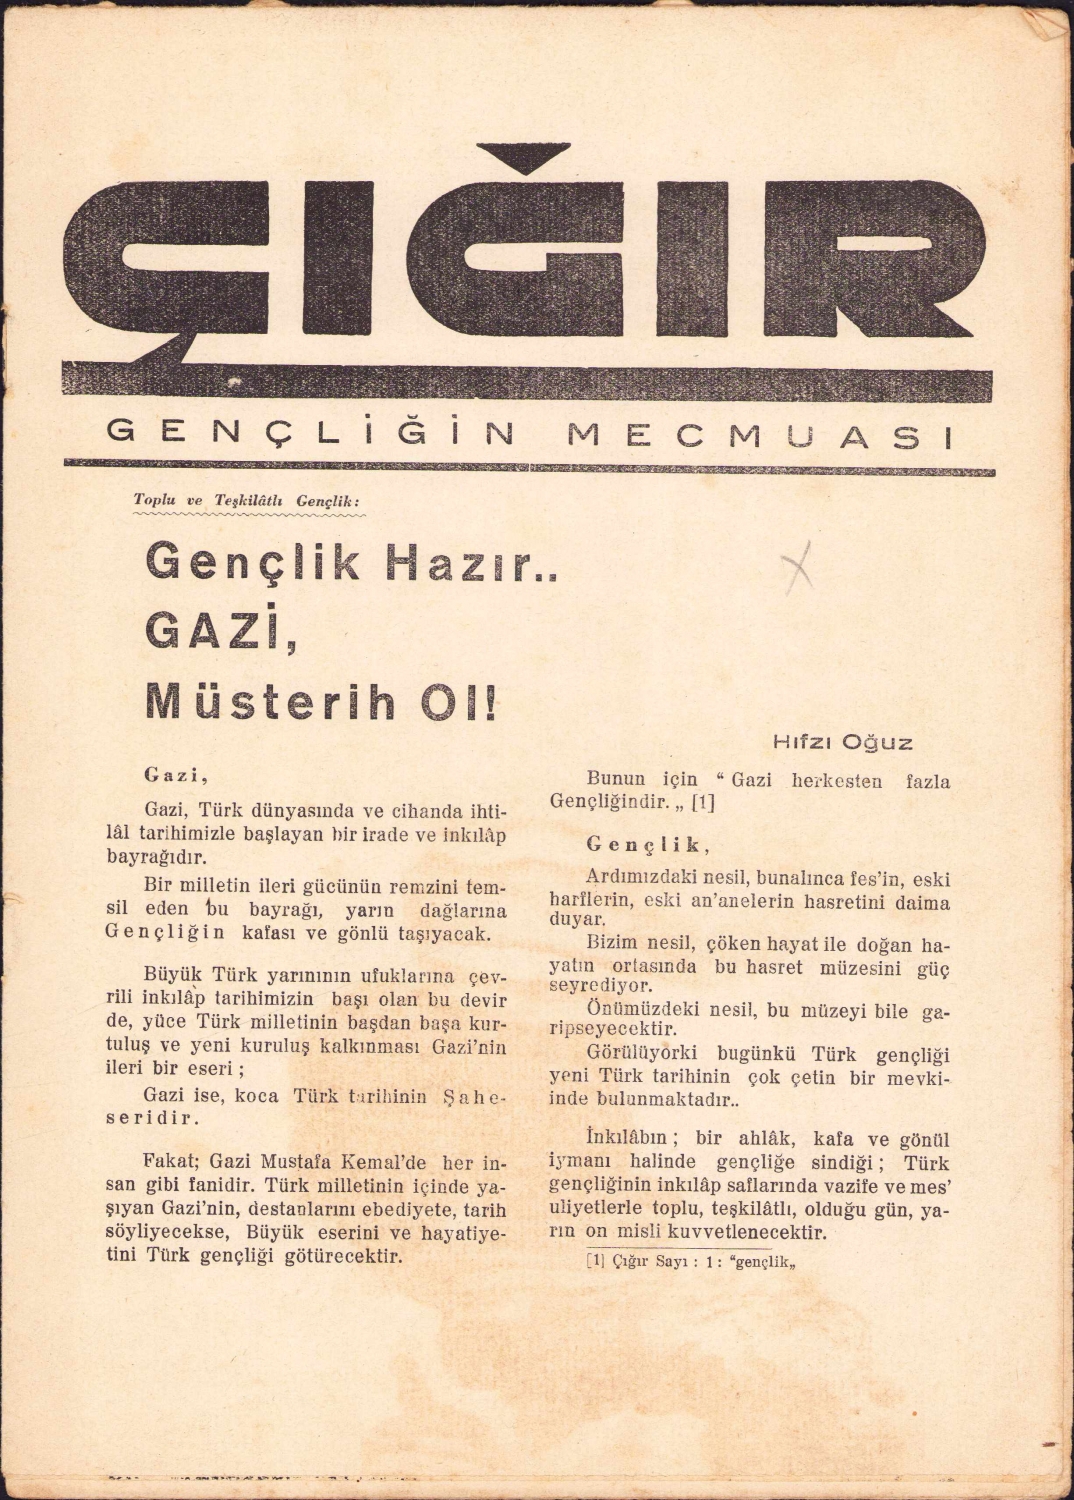 ÇIĞIR
GENÇLİĞİN MECMUASI
Toplu ve Teşkilâtlı Gençlik:
Gençlik Hazır..
GAZİ,
Müsterih Ol!
Hıfzı Oğuz
Gazi,
Gazi, Türk dünyasında ve cihanda ihti-
lâl tarihimizle başlayan bir irade ve inkılâp
bayrağıdır.
Bir milletin ileri gücünün remzini tem-
sil eden bu bayrağı, yarın dağlarına
Gençliğin kafası ve gönlü taşıyacak.
Büyük Türk yarınının ufuklarına çev-
rili inkılâp tarihimizin başı olan bu devir
de, yüce Türk milletinin başdan başa kur-
tuluş ve yeni kuruluş kalkınması Gazi'nin
ileri bir eseri ;
Gazi ise, koca Türk tarihinin Şahe-
seridir.
Fakat; Gazi Mustafa Kemal'de her in-
san gibi fanidir. Türk milletinin içinde ya-
şıyan Gazi'nin, destanlarını ebediyete, tarih
söyliyecekse, Büyük eserini ve hayatiye-
tini Türk gençliği götürecektir.
Bunun için “ Gazi herkesten fazla
Gençliğindir. „ [1]
Gençlik,
Ardımızdaki nesil, bunalınca fes'in, eski
harflerin, eski an'anelerin hasretini daima
duyar.
Bizim nesil, çöken hayat ile doğan ha-
yatın ortasında bu hasret müzesini güç
seyrediyor.
Önümüzdeki nesil, bu müzeyi bile ga-
ripseyecektir.
Görülüyorki bugünkü Türk gençliği
yeni Türk tarihinin çok çetin bir mevki-
inde bulunmaktadır..
İnkılâbın ; bir ahlâk, kafa ve gönül
iymanı halinde gençliğe sindiği ; Türk
gençliğinin inkılâp saflarında vazife ve mes'
uliyetlerle toplu, teşkilâtlı, olduğu gün, ya-
rın on misli kuvvetlenecektir.
[1] Çığır Sayı : 1 : “gençlik„